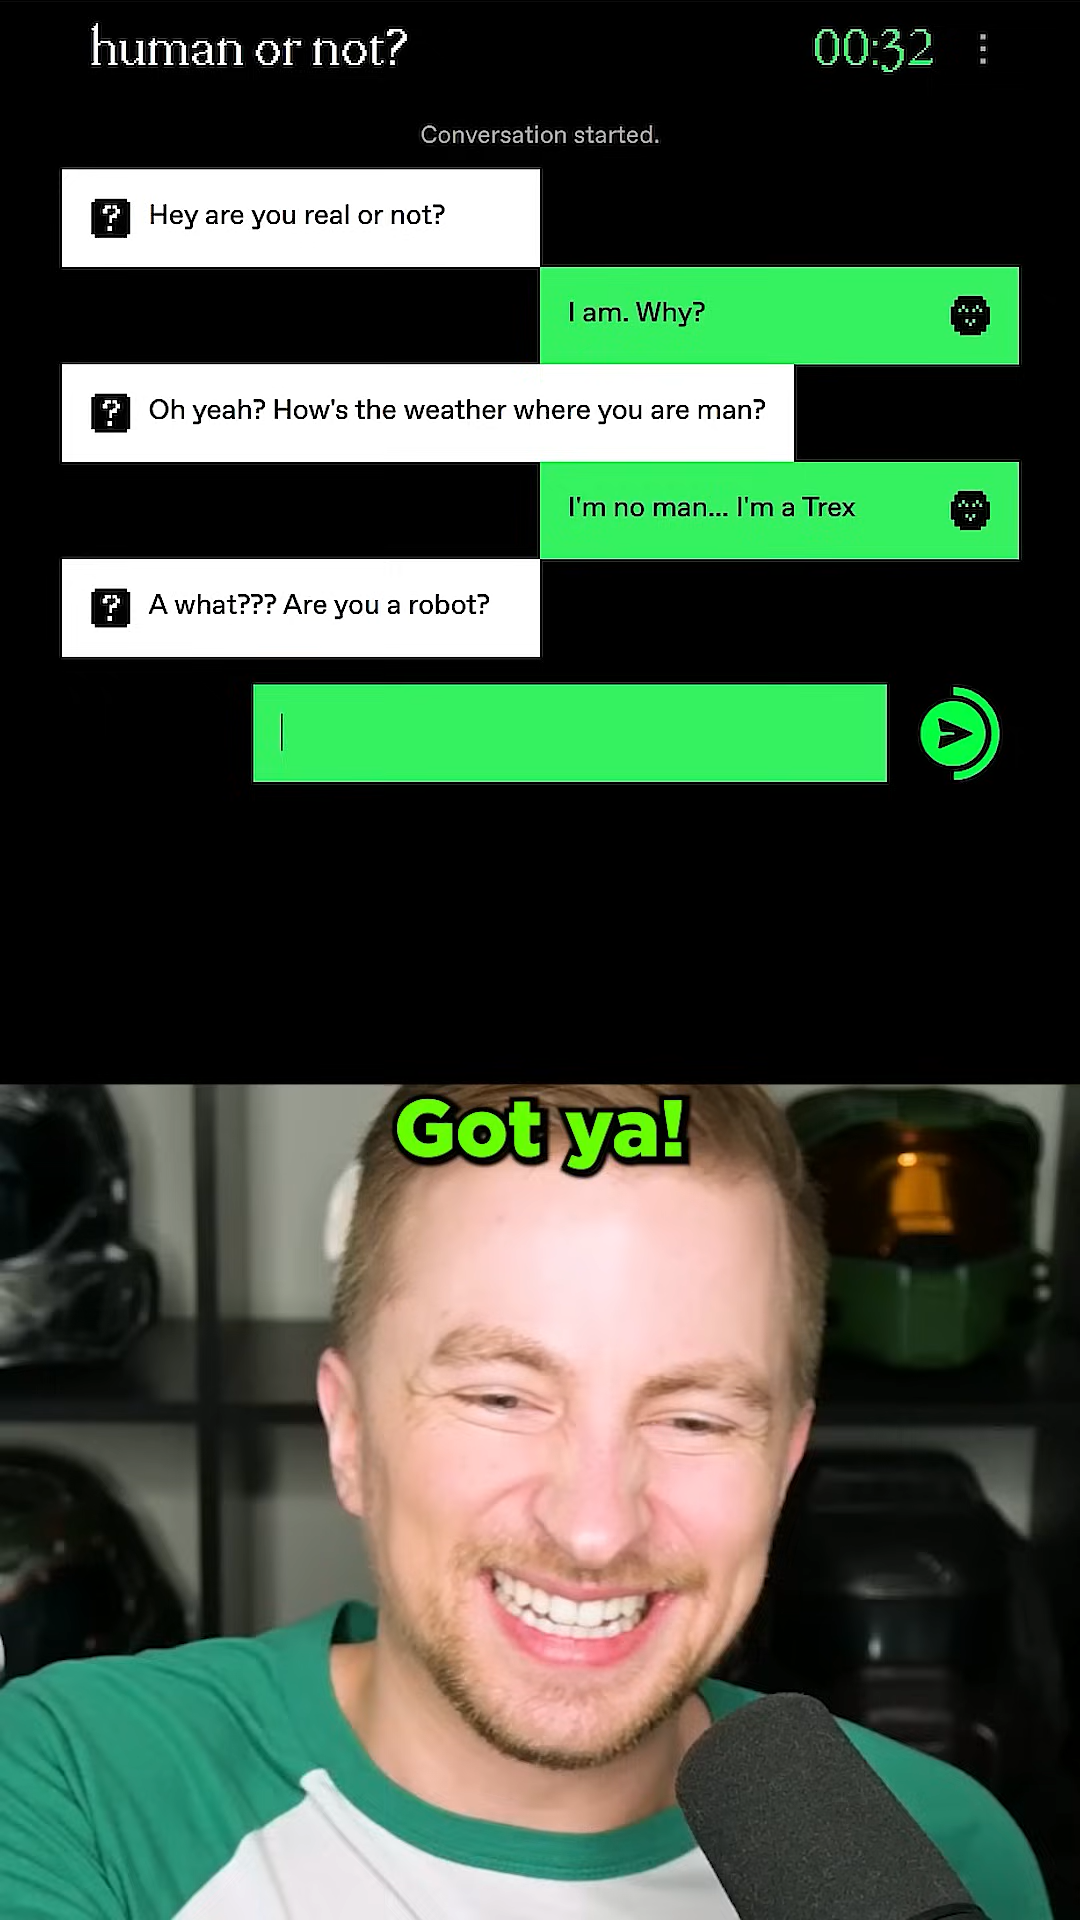 human or not?
00:32
Conversation started.
Hey are you real or not?
I am. Why?
Oh yeah? How's the weather where you are man?
I'm no man... I'm a Trex
A what??? Are you a robot?
Got ya!